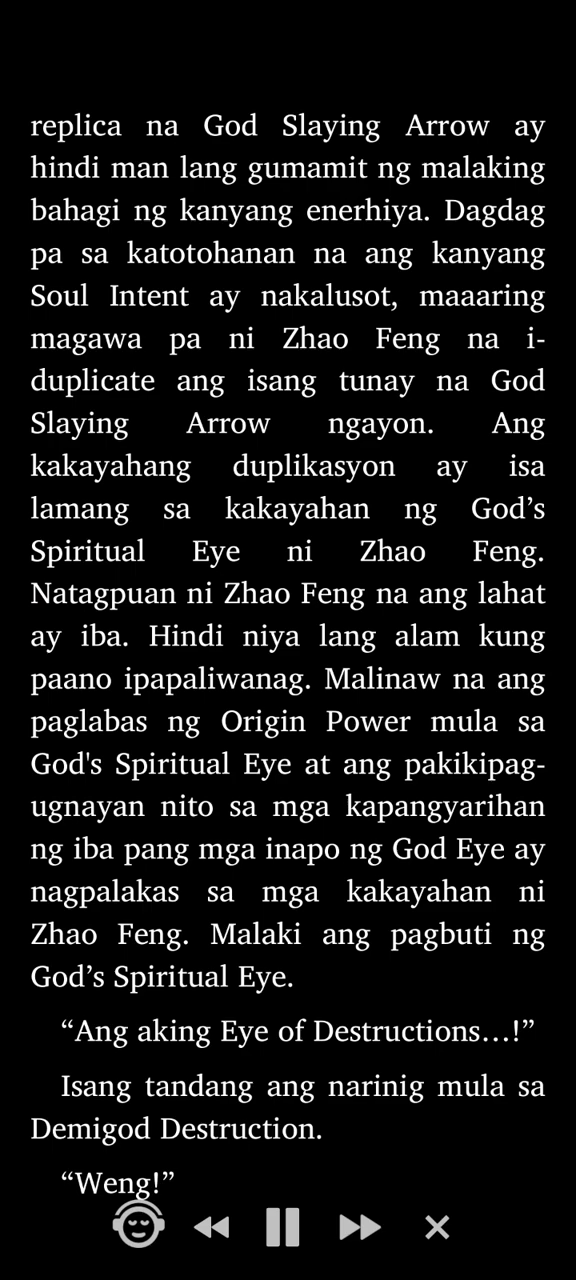 replica na God Slaying Arrow ay
hindi man lang gumamit ng malaking
bahagi ng kanyang enerhiya. Dagdag
pa sa katotohanan na ang kanyang
Soul Intent ay nakalusot, maaaring
magawa pa ni Zhao Feng na i-
duplicate ang isang tunay na God
Slaying Arrow ngayon. Ang
kakayahang duplikasyon ay isa
lamang sa kakayahan ng God’s
Spiritual Eye ni Zhao Feng.
Natagpuan ni Zhao Feng na ang lahat
ay iba. Hindi niya lang alam kung
paano ipapaliwanag. Malinaw na ang
paglabas ng Origin Power mula sa
God's Spiritual Eye at ang pakikipag-
ugnayan nito sa mga kapangyarihan
ng iba pang mga inapo ng God Eye ay
nagpalakas sa mga kakayahan ni
Zhao Feng. Malaki ang pagbuti ng
God’s Spiritual Eye.
“Ang aking Eye of Destructions…!”
Isang tandang ang narinig mula sa
Demigod Destruction.
“Weng!”